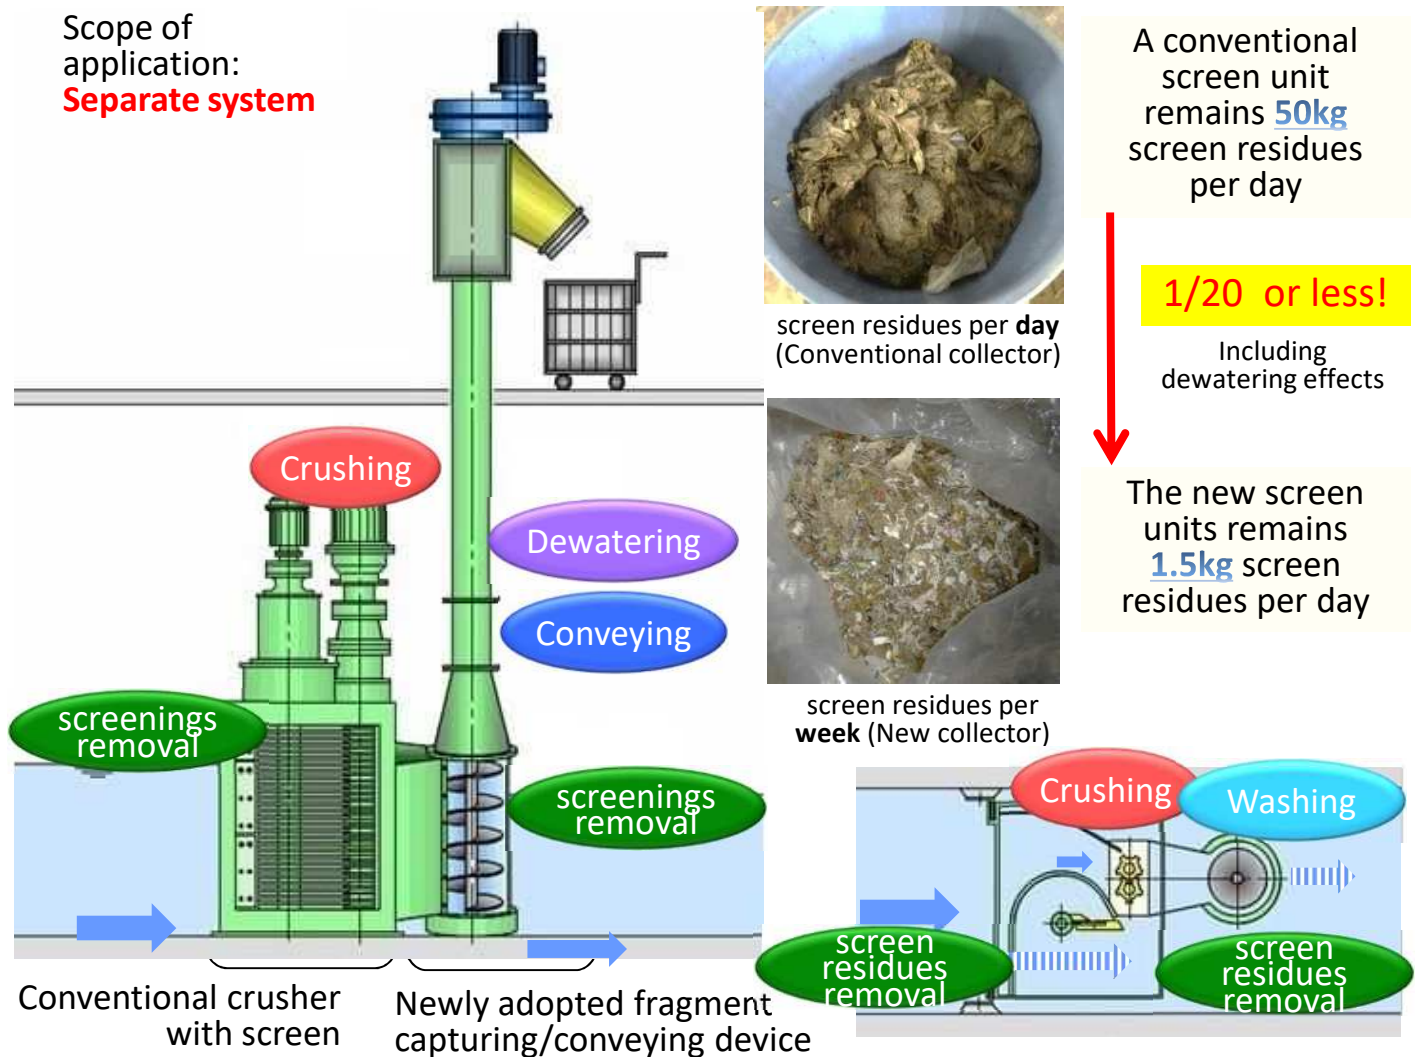 Scope of
application:
Separate system
A conventional
screen unit
remains 50kg
screen residues
per day
screen residues per day
(Conventional collector)
1/20 or less!
Including
dewatering effects
Crushing
Dewatering
Conveying
The new screen
units remains
1.5kg screen
residues per day
screenings
removal
screen residues per
week (New collector)
screenings
removal
Crushing
Washing
screen
residues
removal
screen
residues
removal
Conventional crusher
with screen
Newly adopted fragment
capturing/conveying device